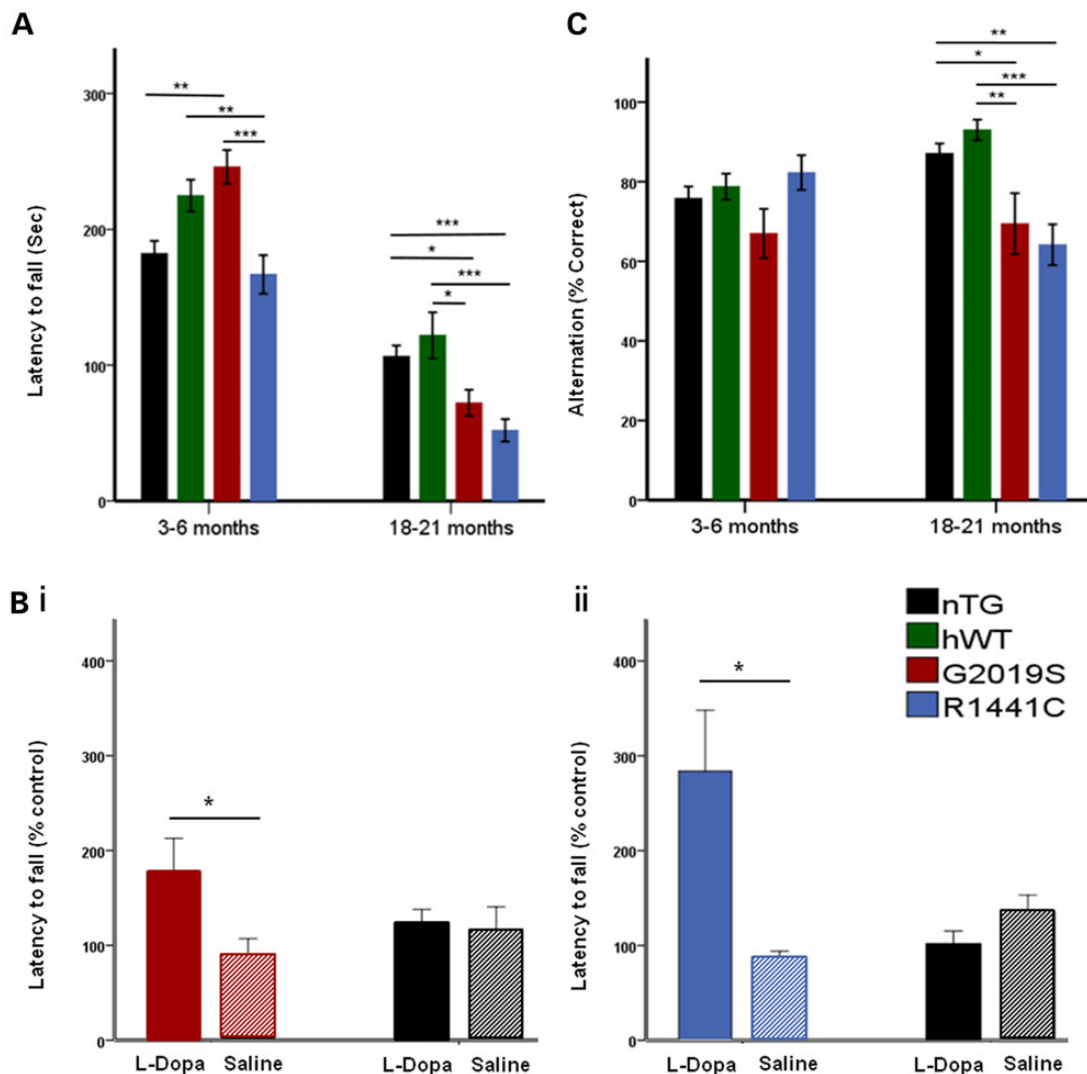 A
Latency to fall (Sec)
300
200
100
0
**
**
***
***
*
***
*
3-6 months
18-21 months
C
Alternation (% Correct)
100
80
60
40
20
0
**
*
***
**
3-6 months
18-21 months
B i
Latency to fall (% control)
400
300
200
100
0
*
L-Dopa Saline
L-Dopa Saline
ii
Latency to fall (% control)
400
300
200
100
0
*
nTG
hWT
G2019S
R1441C
L-Dopa Saline
L-Dopa Saline